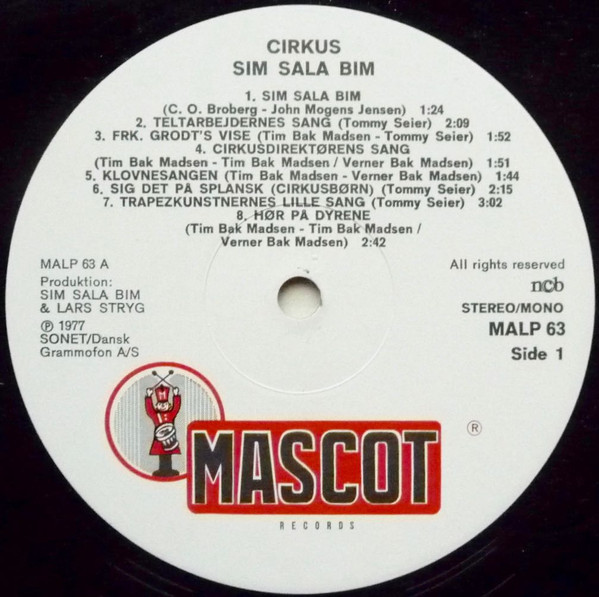 CIRKUS
SIM SALA BIM
1. SIM SALA BIM
(C. O. Broberg - John Mogens Jensen) 1:24
2. TELTARBEJDERNES SANG (Tommy Seier) 2:09
3. FRK. GRODT'S VISE (Tim Bak Madsen - Tommy Seier) 1:52
4. CIRKUSDIREKTØRENS SANG
(Tim Bak Madsen - Tim Bak Madsen / Verner Bak Madsen) 1:51
5. KLOVNESANGEN (Tim Bak Madsen - Verner Bak Madsen) 1:44
6. SIG DET PÅ SPLANSK (CIRKUSBØRN) (Tommy Seier) 2:15
7. TRAPEZKUNSTNERNES LILLE SANG (Tommy Seier) 3:02
8. HØR PÅ DYRENE
(Tim Bak Madsen - Tim Bak Madsen /
Verner Bak Madsen) 2:42
MALP 63 A
Produktion:
SIM SALA BIM
& LARS STRYG
℗ 1977
SONET/Dansk
Grammofon A/S
All rights reserved
ncb
STEREO/MONO
MALP 63
Side 1
M
MASCOT
®
RECORDS